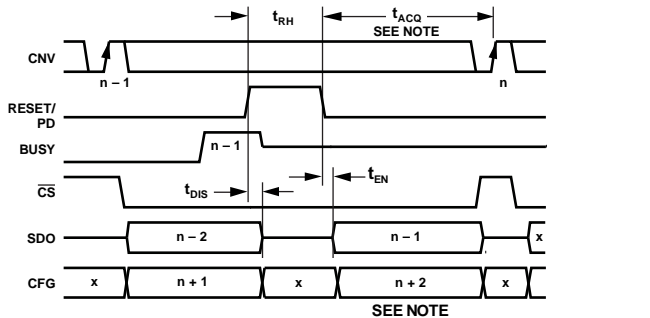 tRH
tACQ
SEE NOTE
CNV
n – 1
n
RESET/
PD
BUSY
n – 1
CS
tDIS
tEN
SDO
n – 2
n – 1
x
CFG
x
n + 1
x
n + 2
x
SEE NOTE